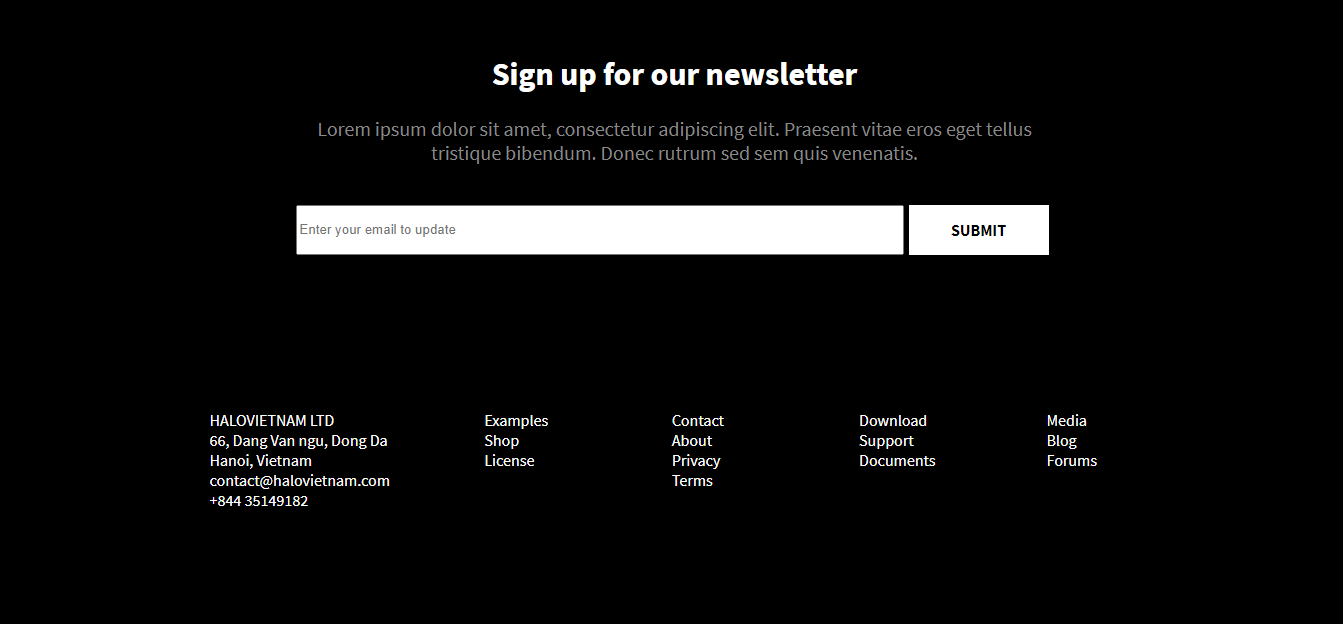 Sign up for our newsletter
Lorem ipsum dolor sit amet, consectetur adipiscing elit. Praesent vitae eros eget tellus
tristique bibendum. Donec rutrum sed sem quis venenatis.
Enter your email to update
SUBMIT
HALOVIETNAM LTD
66, Dang Van ngu, Dong Da
Hanoi, Vietnam
contact@halovietnam.com
+844 35149182
Examples
Shop
License
Contact
About
Privacy
Terms
Download
Support
Documents
Media
Blog
Forums